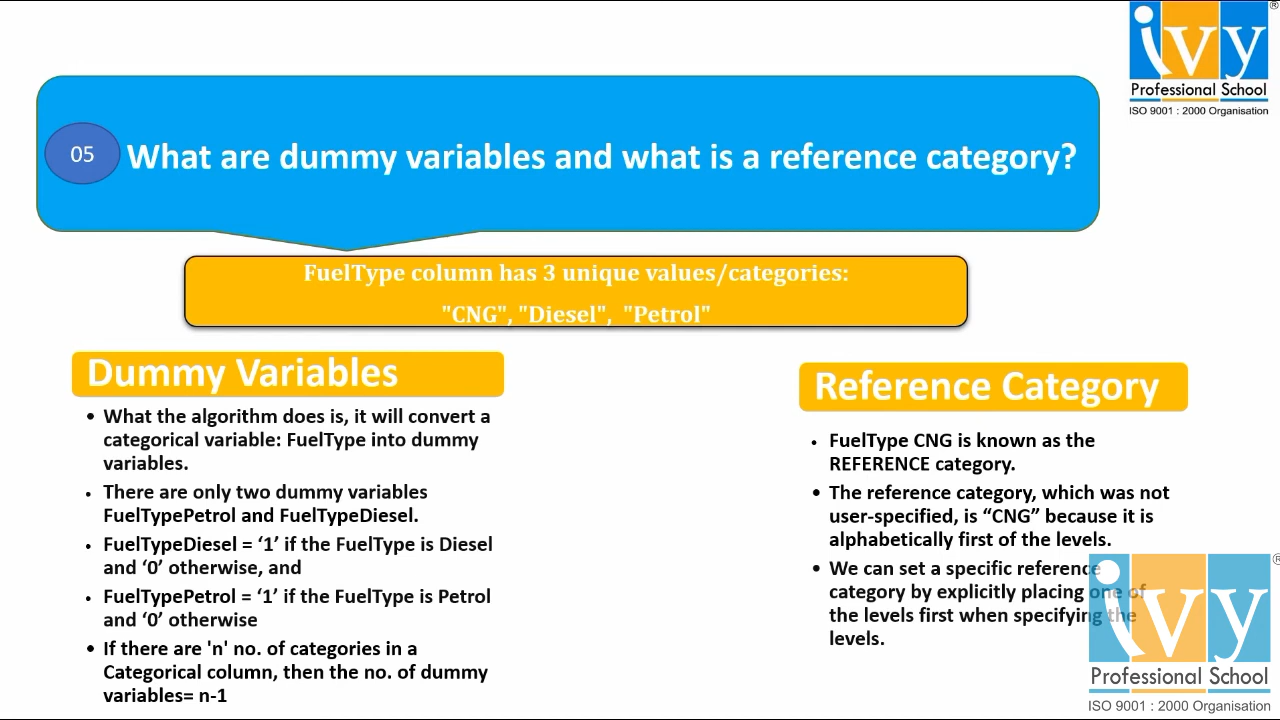 ivy
®
Professional School
ISO 9001 : 2000 Organisation
05
What are dummy variables and what is a reference category?
FuelType column has 3 unique values/categories:
"CNG", "Diesel", "Petrol"
Dummy Variables
• What the algorithm does is, it will convert a
categorical variable: FuelType into dummy
variables.
• There are only two dummy variables
FuelTypePetrol and FuelTypeDiesel.
• FuelTypeDiesel = ‘1’ if the FuelType is Diesel
and ‘0’ otherwise, and
• FuelTypePetrol = ‘1’ if the FuelType is Petrol
and ‘0’ otherwise
• If there are 'n' no. of categories in a
Categorical column, then the no. of dummy
variables= n-1
Reference Category
• FuelType CNG is known as the
REFERENCE category.
• The reference category, which was not
user-specified, is “CNG” because it is
alphabetically first of the levels.
• We can set a specific reference
category by explicitly placing one of
the levels first when specifying the
levels.
ivy
®
Professional School
ISO 9001 : 2000 Organisation